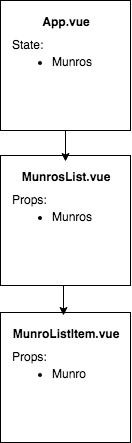 App.vue
State:
• Munros
MunrosList.vue
Props:
• Munros
MunroListItem.vue
Props:
• Munro